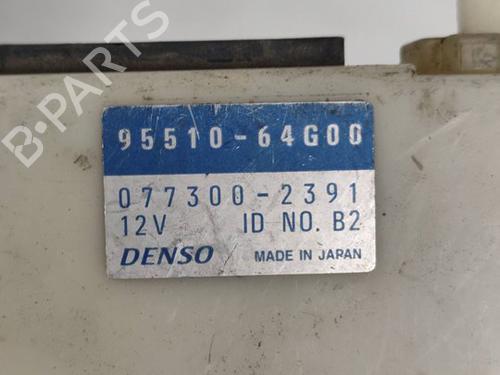 95510-64G00
077300-2391
12V ID NO. B2
DENSO MADE IN JAPAN
B-Parts